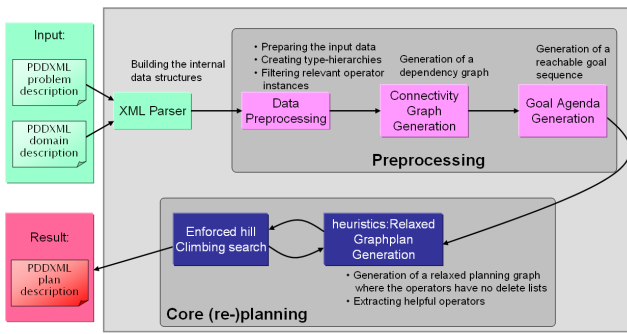 Input:
PDDXML
problem
description
PDDXML
domain
description
Building the internal
data structures
XML Parser
• Preparing the input data
• Creating type-hierarchies
• Filtering relevant operator
instances
Data
Preprocessing
Generation of a
dependency graph
Connectivity
Graph
Generation
Generation of a
reachable goal
sequence
Goal Agenda
Generation
Preprocessing
Result:
PDDXML
plan
description
Enforced hill
Climbing search
heuristics:Relaxed
Graphplan
Generation
• Generation of a relaxed planning graph
where the operators have no delete lists
• Extracting helpful operators
Core (re-)planning